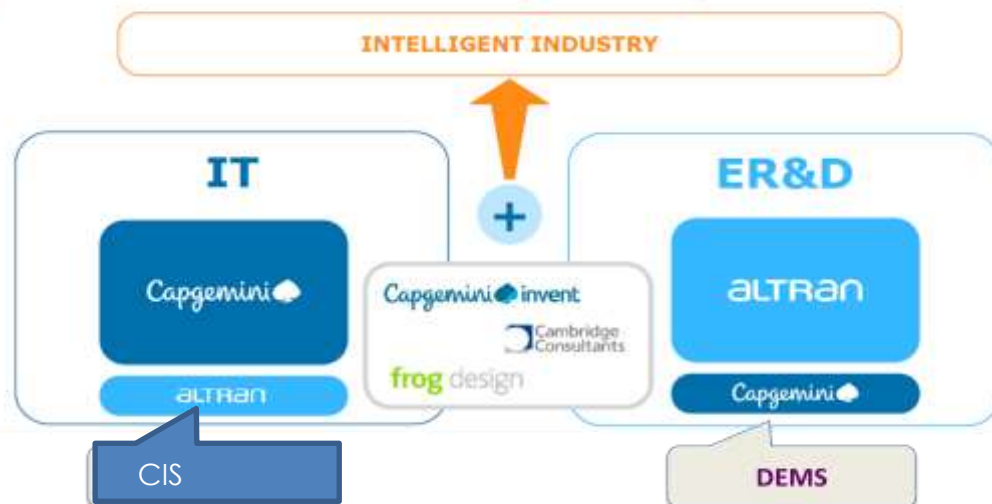 INTELLIGENT INDUSTRY
IT
ER&D
+
Capgemini
altran
Capgemini invent
Cambridge
Consultants
frog design
altran
Capgemini
CIS
DEMS